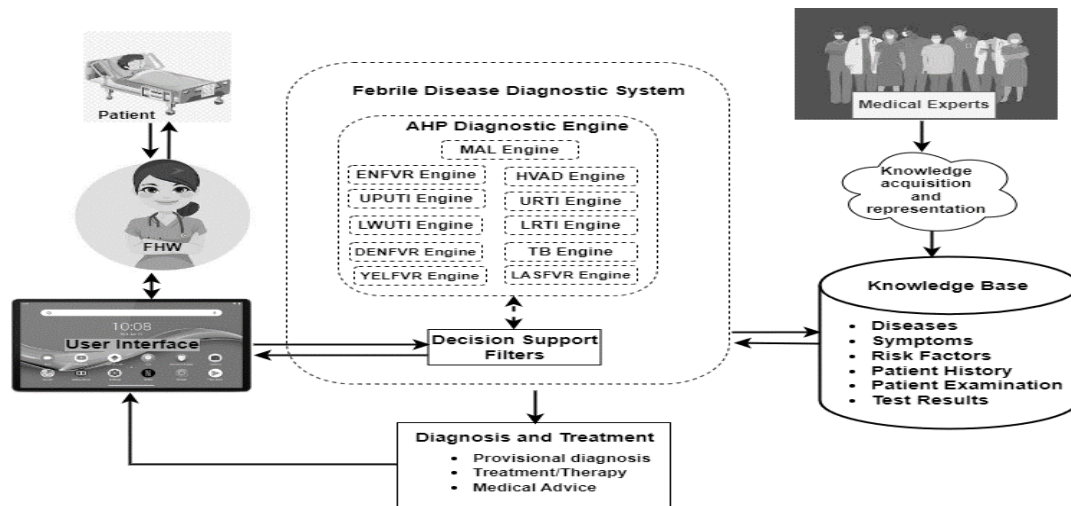 Patient
FHW
10:08
User Interface
Febrile Disease Diagnostic System
AHP Diagnostic Engine
MAL Engine
ENFVR Engine
HVAD Engine
UPUTI Engine
URTI Engine
LWUTI Engine
LRTI Engine
DENFVR Engine
TB Engine
YELFVR Engine
LASFVR Engine
Decision Support
Filters
Diagnosis and Treatment
• Provisional diagnosis
• Treatment/Therapy
• Medical Advice
Medical Experts
Knowledge
acquisition
and
representation
Knowledge Base
• Diseases
• Symptoms
• Risk Factors
• Patient History
• Patient Examination
• Test Results